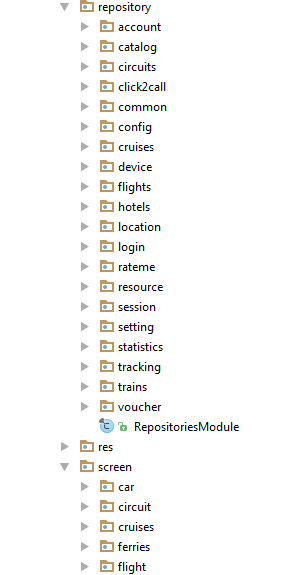 repository
account
catalog
circuits
click2call
common
config
cruises
device
flights
hotels
location
login
rateme
resource
session
setting
statistics
tracking
trains
voucher
C RepositoriesModule
res
screen
car
circuit
cruises
ferries
flight